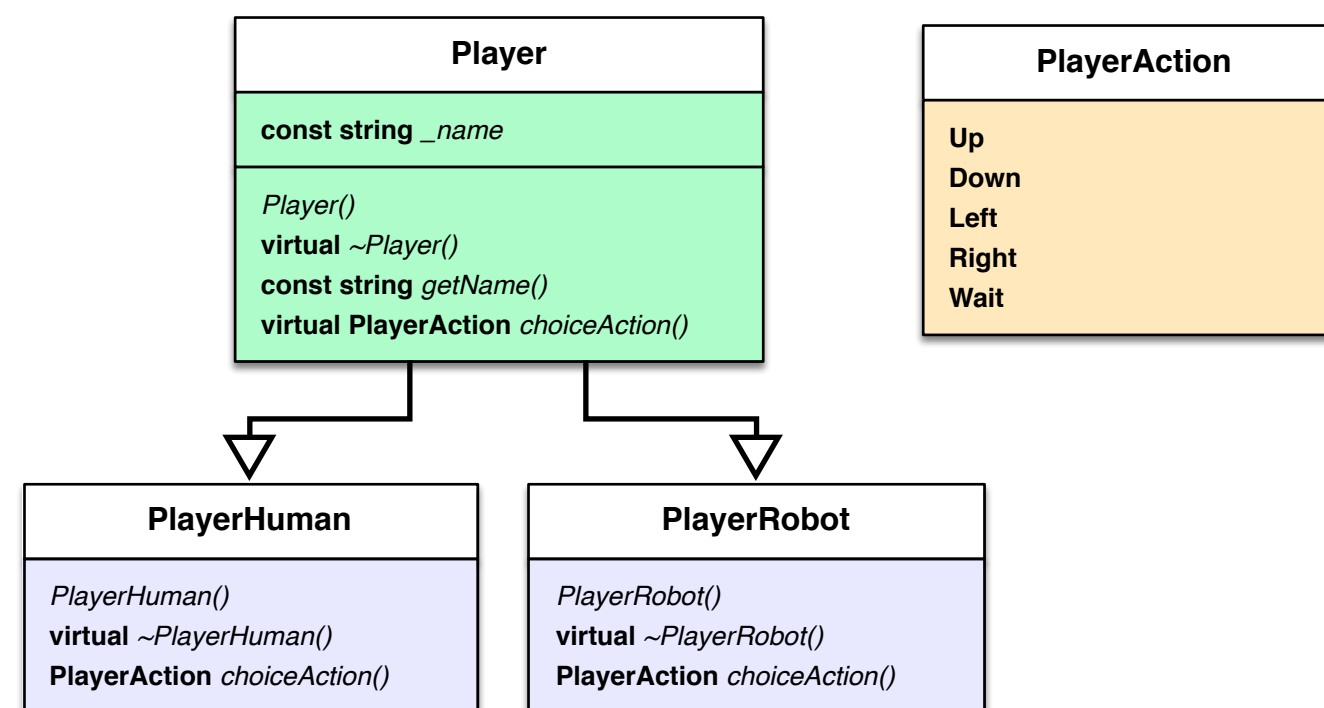 Player
const string _name
Player()
virtual ~Player()
const string getName()
virtual PlayerAction choiceAction()
PlayerAction
Up
Down
Left
Right
Wait
PlayerHuman
PlayerHuman()
virtual ~PlayerHuman()
PlayerAction choiceAction()
PlayerRobot
PlayerRobot()
virtual ~PlayerRobot()
PlayerAction choiceAction()